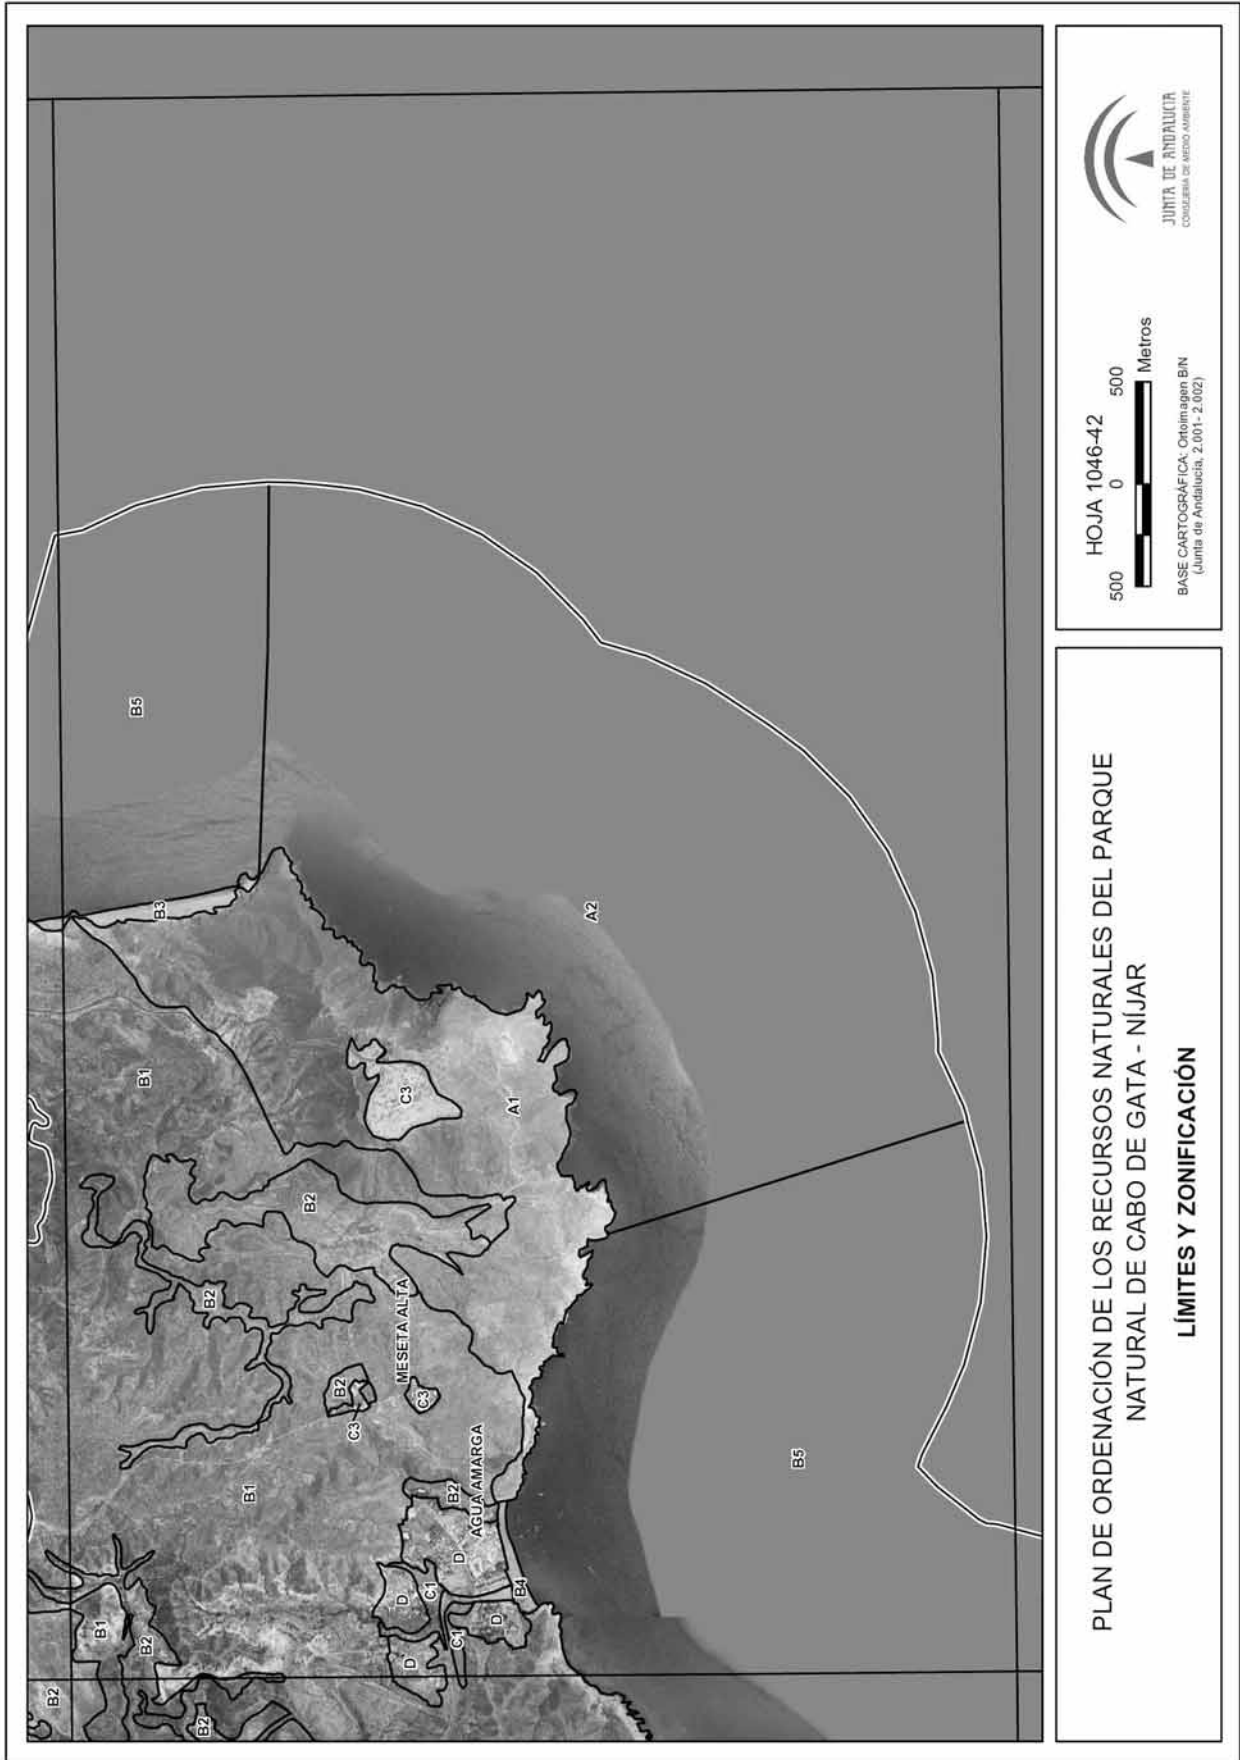 B5
B3
B1
A2
C3
A1
B2
B2
MESETA ALTA
B2
C3
C3
B1
B5
B2
AGUA AMARGA
D
D
C1
B4
D
C1
D
B1
B2
B2
B2
PLAN DE ORDENACIÓN DE LOS RECURSOS NATURALES DEL PARQUE
NATURAL DE CABO DE GATA - NÍJAR
LÍMITES Y ZONIFICACIÓN
HOJA 1046-42
500 0 500
Metros
BASE CARTOGRÁFICA: Ortoimagen B/N
(Junta de Andalucía, 2.001- 2.002)
JUNTA DE ANDALUCIA
CONSEJERIA DE MEDIO AMBIENTE